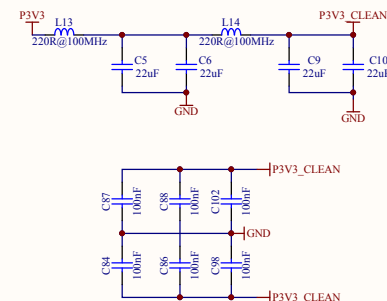 P3V3
L13
L14
P3V3_CLEAN
220R@100MHz
220R@100MHz
C5
C6
C9
C10
22uF
22uF
22uF
22uF
GND
GND
P3V3_CLEAN
C87
100nF
C88
100nF
C102
100nF
GND
C84
100nF
C86
100nF
C98
100nF
P3V3_CLEAN